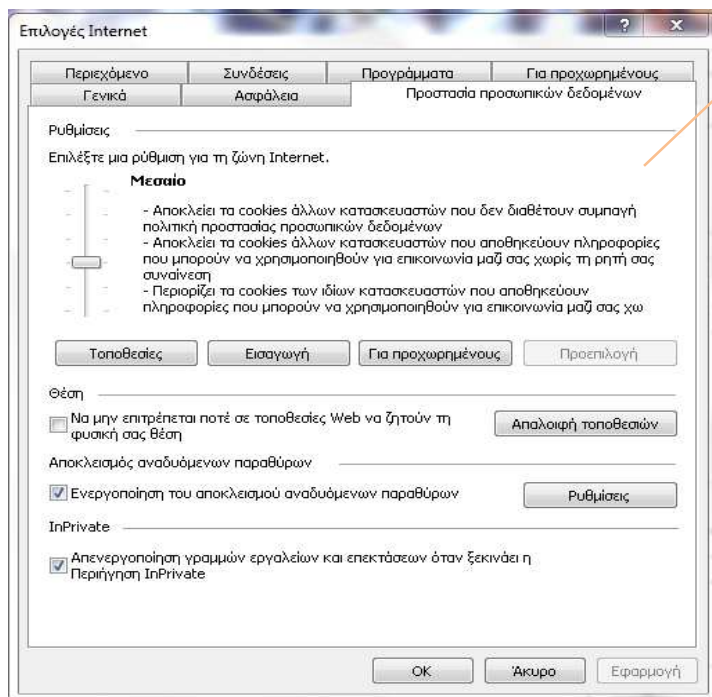 Επιλογές Internet
Περιεχόμενο Συνδέσεις Προγράμματα Για προχωρημένους
Γενικά Ασφάλεια Προστασία προσωπικών δεδομένων
Ρυθμίσεις
Επιλέξτε μια ρύθμιση για τη ζώνη Internet.
Μεσαίο
- Αποκλείει τα cookies άλλων κατασκευαστών που δεν διαθέτουν συμπαγή
πολιτική προστασίας προσωπικών δεδομένων
- Αποκλείει τα cookies άλλων κατασκευαστών που αποθηκεύουν πληροφορίες
που μπορούν να χρησιμοποιηθούν για επικοινωνία μαζί σας χωρίς τη ρητή σας
συναίνεση
- Περιορίζει τα cookies των ιδίων κατασκευαστών που αποθηκεύουν
πληροφορίες που μπορούν να χρησιμοποιηθούν για επικοινωνία μαζί σας χω
Τοποθεσίες Εισαγωγή Για προχωρημένους Προεπιλογή
Θέση
Να μην επιτρέπεται ποτέ σε τοποθεσίες Web να ζητούν τη
φυσική σας θέση
Απαλοιφή τοποθεσιών
Αποκλεισμός αναδυόμενων παραθύρων
Ενεργοποίηση του αποκλεισμού αναδυόμενων παραθύρων Ρυθμίσεις
InPrivate
Απενεργοποίηση γραμμών εργαλείων και επεκτάσεων όταν ξεκινάει η
Περιήγηση InPrivate
OK Άκυρο Εφαρμογή